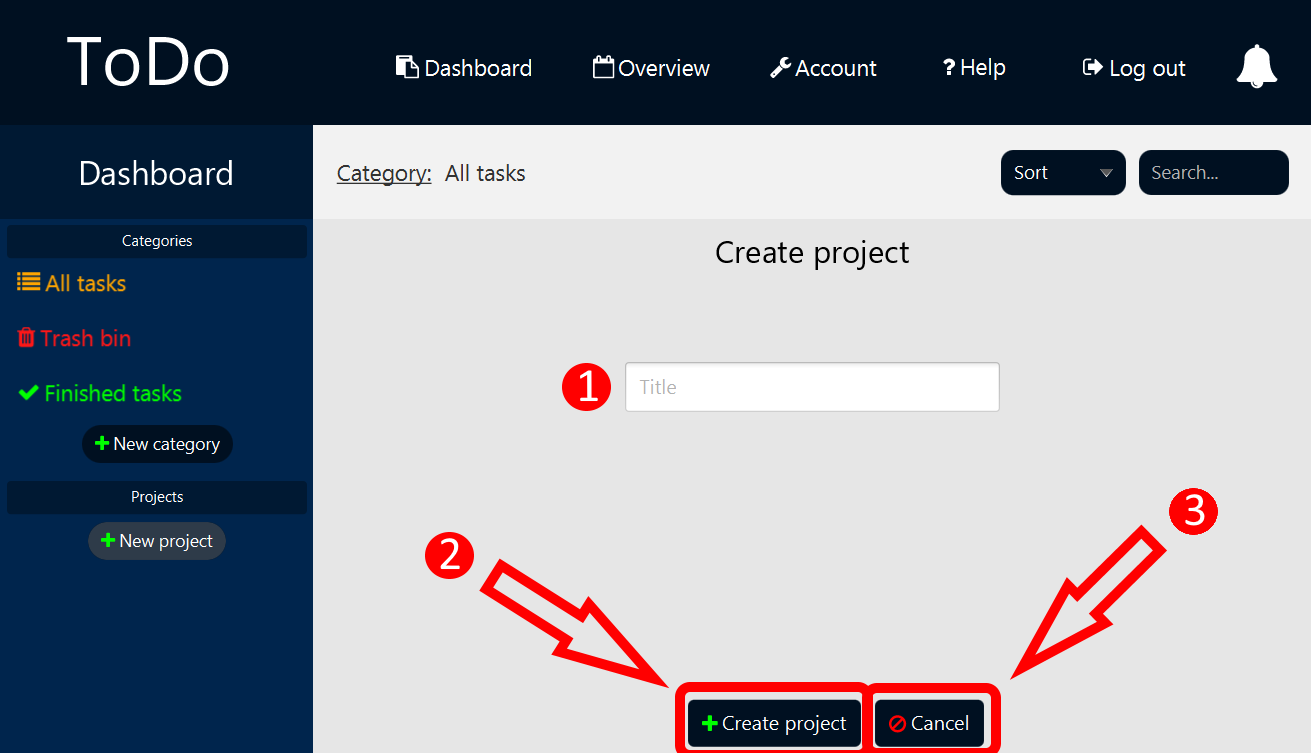 ToDo
Dashboard Overview Account ? Help Log out
Dashboard
Category: All tasks
Sort Search...
Categories
All tasks
Trash bin
Finished tasks
New category
Projects
New project
Create project
1 Title
2
3
Create project Cancel